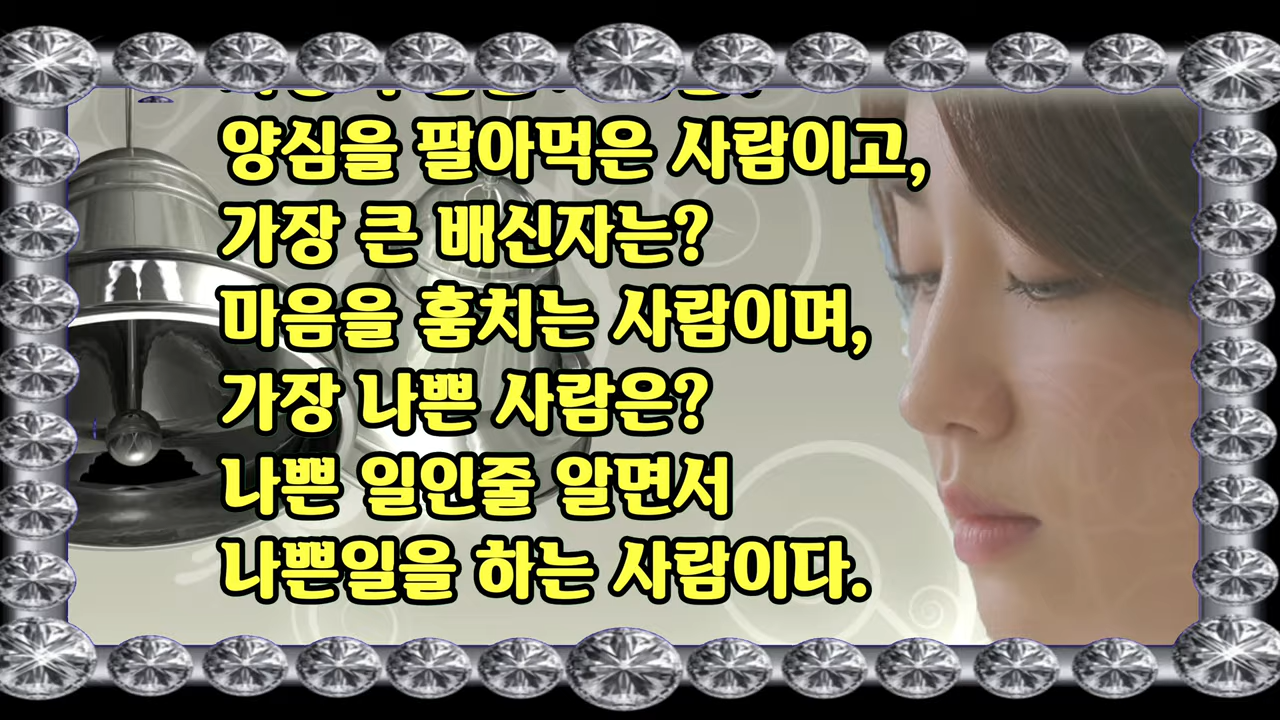 양심을 팔아먹은 사람이고,
가장 큰 배신자는?
마음을 훔치는 사람이며,
가장 나쁜 사람은?
나쁜 일인줄 알면서
나쁜일을 하는 사람이다.